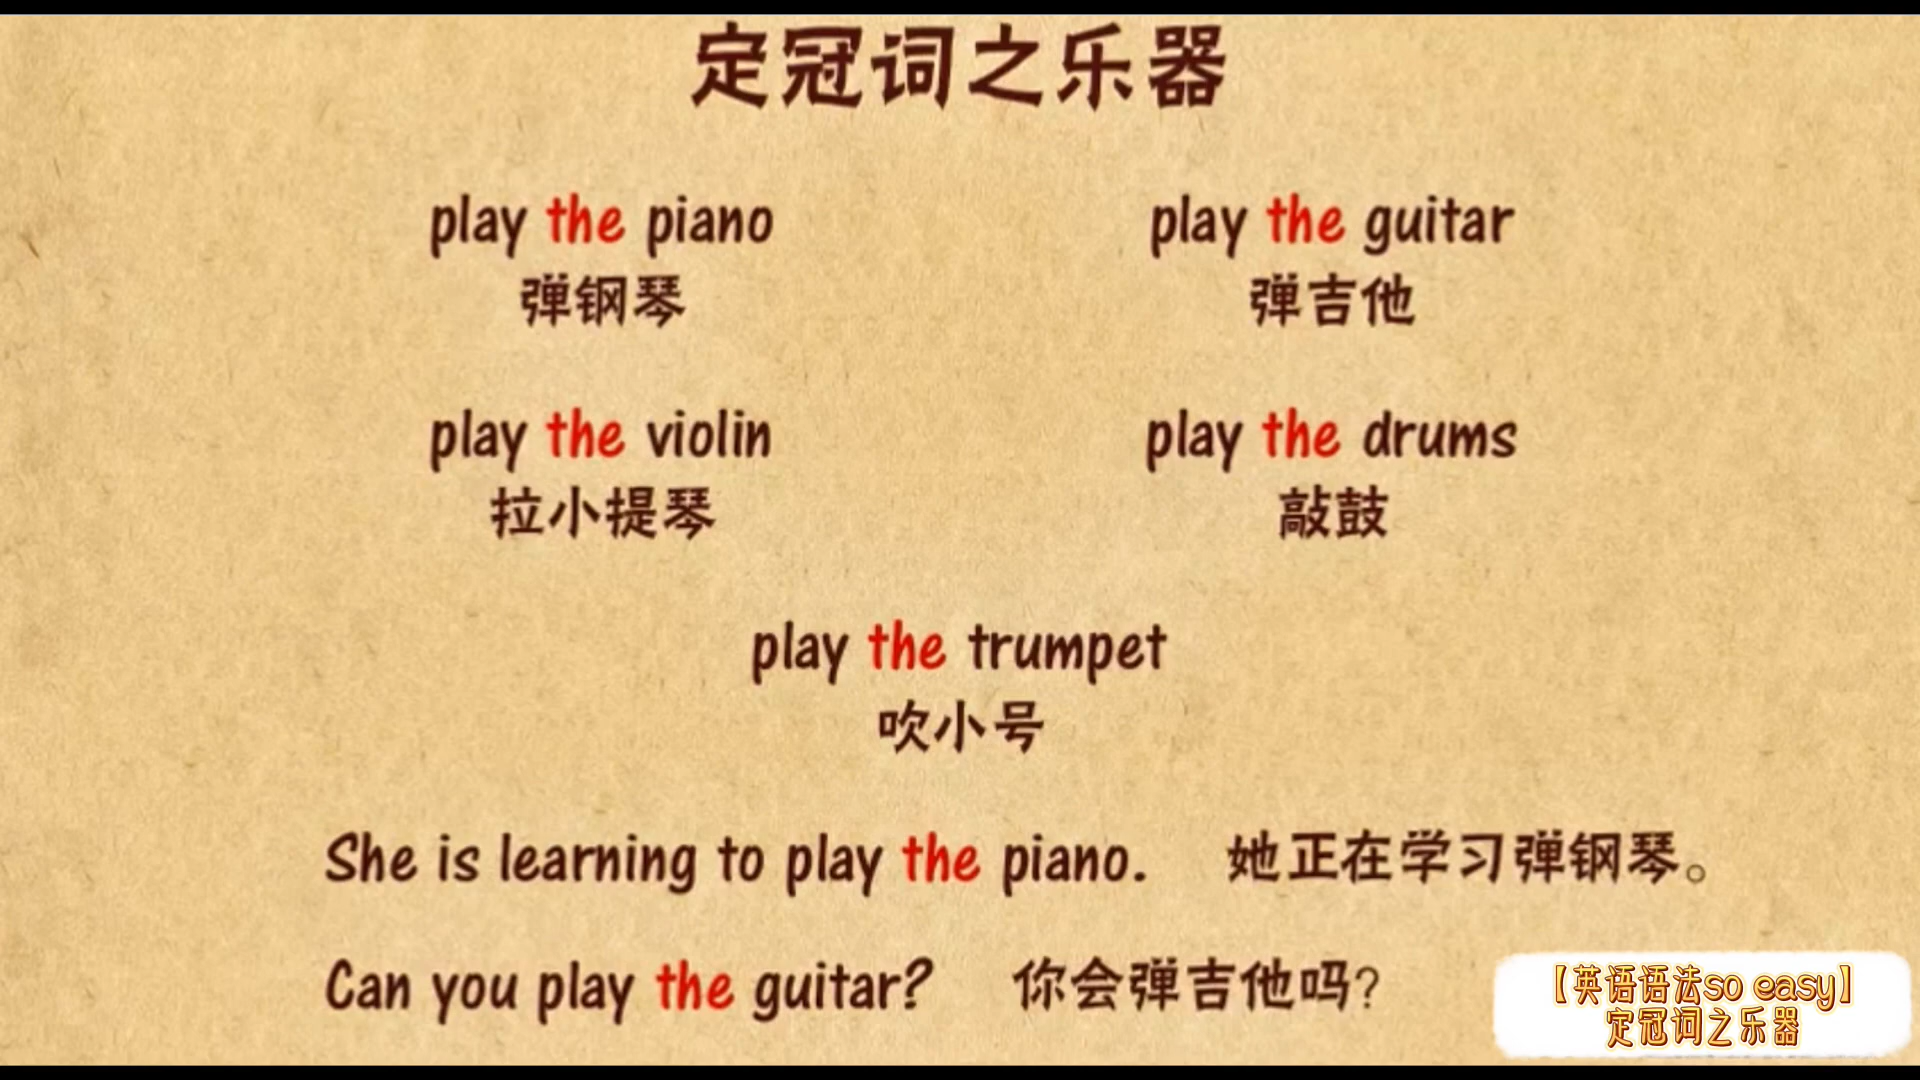 定冠词之乐器
play the piano
弹钢琴
play the guitar
弹吉他
play the violin
拉小提琴
play the drums
敲鼓
play the trumpet
吹小号
She is learning to play the piano. 她正在学习弹钢琴。
Can you play the guitar? 你会弹吉他吗?
【英语语法so easy】
定冠词之乐器